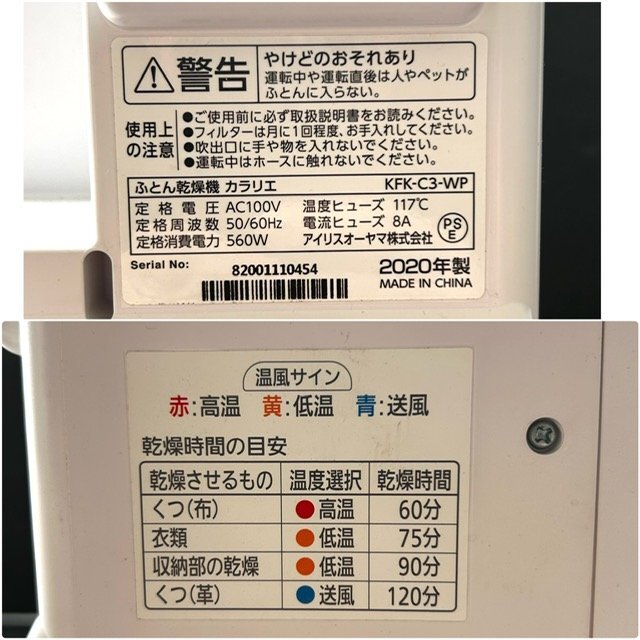 警告
やけどのおそれあり
運転中や運転直後は人やペットが
ふとんに入らない。
使用上
の注意
●ご使用前に必ず取扱説明書をお読みください。
●フィルターは月に1回程度、お手入れしてください。
●吹出口に手や物を入れないでください。
●運転中はホースに触れないでください。
ふとん乾燥機 カラリエ KFK-C3-WP
定格電圧 AC100V 温度ヒューズ 117℃
定格周波数 50/60Hz 電流ヒューズ 8A
定格消費電力 560W アイリスオーヤマ株式会社
PS
E
Serial No: 82001110454 2020年製
MADE IN CHINA
温風サイン
赤:高温 黄:低温 青:送風
乾燥時間の目安
乾燥させるもの 温度選択 乾燥時間
くつ(布) ●高温 60分
衣類 ●低温 75分
収納部の乾燥 ●低温 90分
くつ(革) ●送風 120分